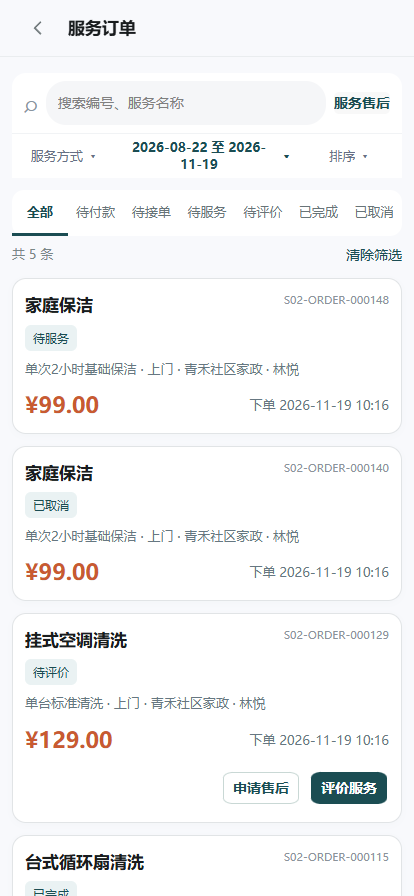 服务订单
搜索编号、服务名称
服务售后
服务方式
2026-08-22 至 2026-
11-19
排序
全部 待付款 待接单 待服务 待评价 已完成 已取消
共 5 条
清除筛选
家庭保洁
S02-ORDER-000148
待服务
单次2小时基础保洁 · 上门 · 青禾社区家政 · 林悦
¥99.00
下单 2026-11-19 10:16
家庭保洁
S02-ORDER-000140
已取消
单次2小时基础保洁 · 上门 · 青禾社区家政 · 林悦
¥99.00
下单 2026-11-19 10:16
挂式空调清洗
S02-ORDER-000129
待评价
单台标准清洗 · 上门 · 青禾社区家政 · 林悦
¥129.00
下单 2026-11-19 10:16
申请售后
评价服务
台式循环扇清洗
S02-ORDER-000115
已完成